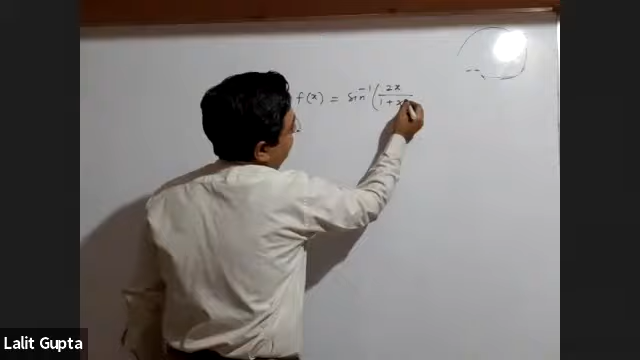 f(x) = sin⁻¹(2x/1+x
Lalit Gupta